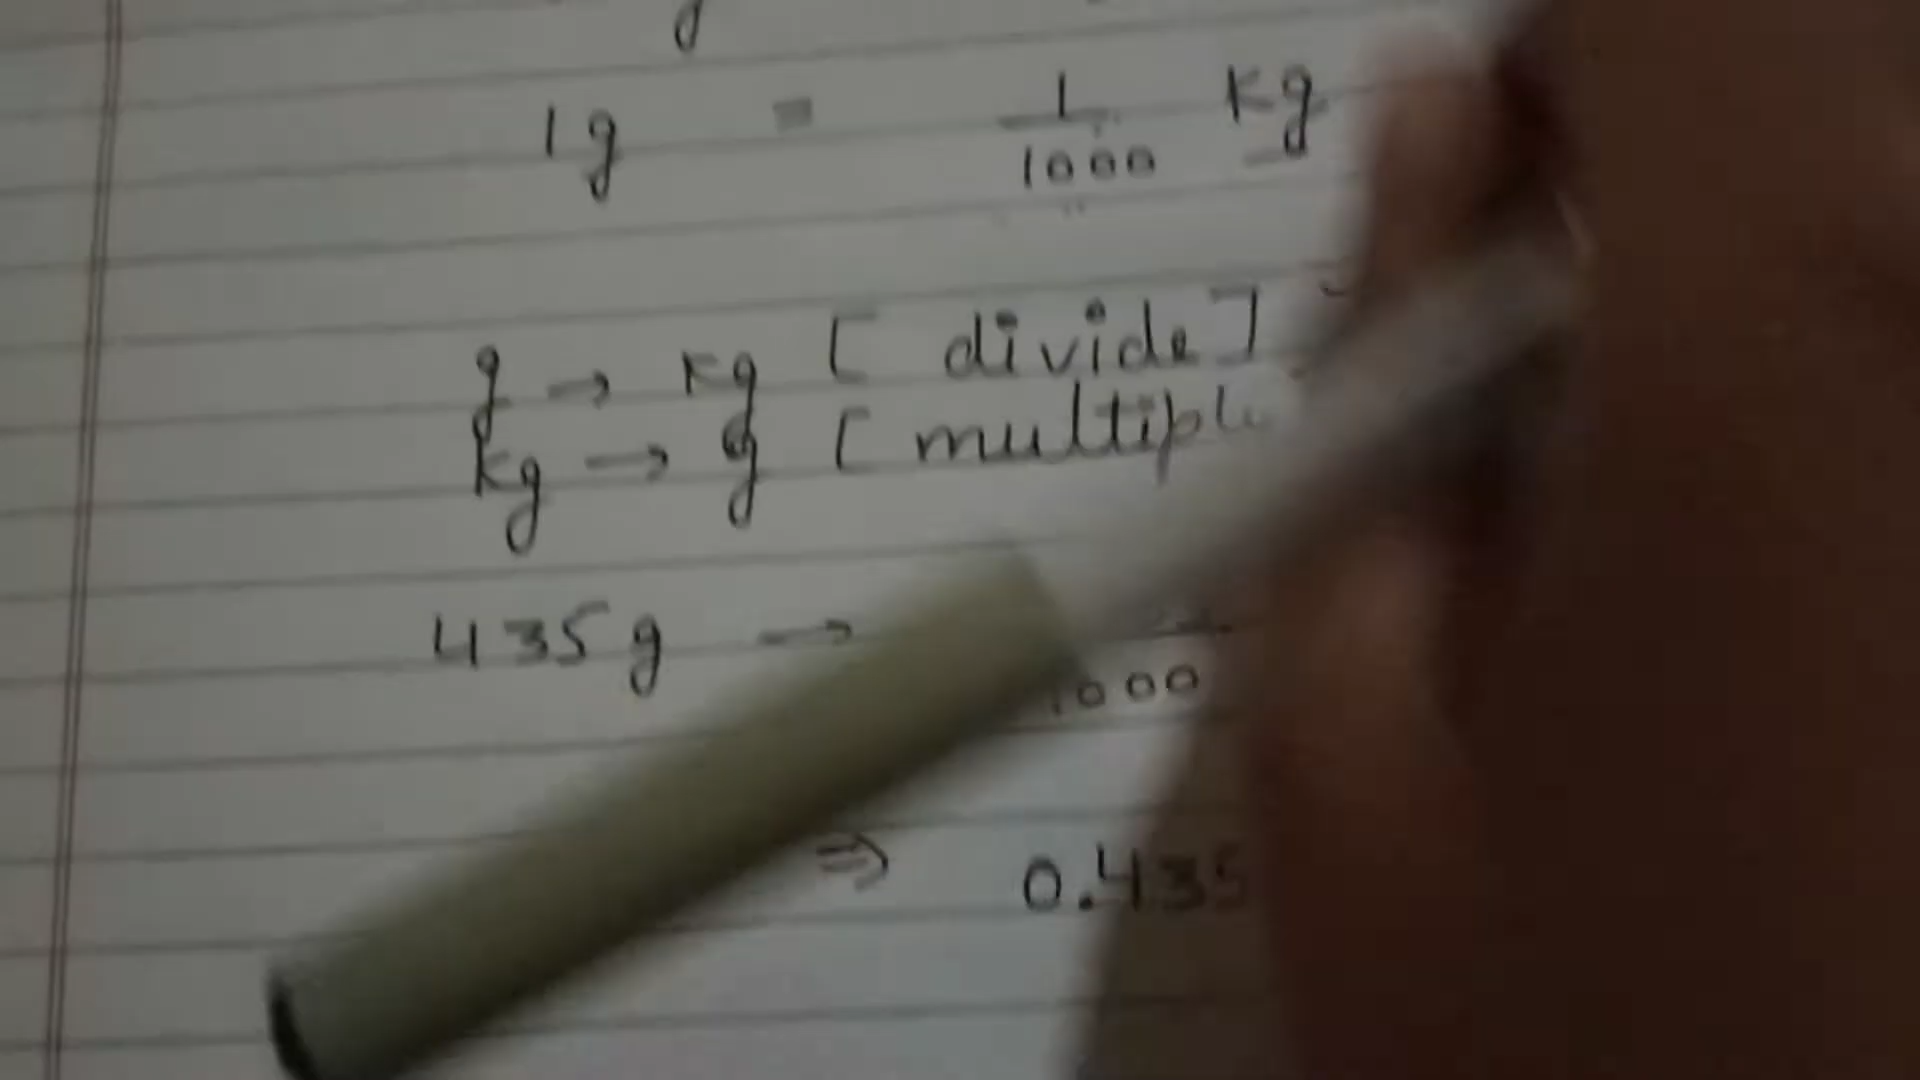 1g = 1/1000 kg
g → kg [divide]
kg → g [multipl
435g → 1000
⇒ 0.435